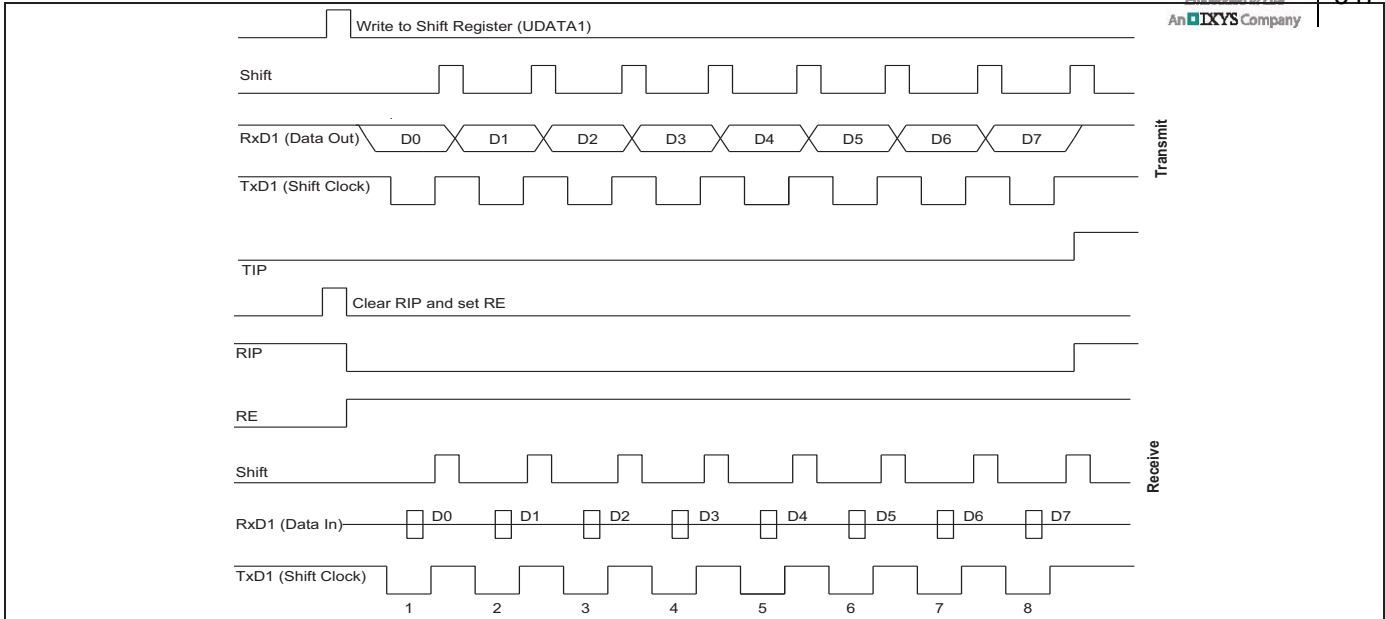 An IXYS Company
Write to Shift Register (UDATA1)
Shift
RxD1 (Data Out) D0 D1 D2 D3 D4 D5 D6 D7
TxD1 (Shift Clock)
TIP
Transmit
Clear RIP and set RE
RIP
RE
Shift
RxD1 (Data In) D0 D1 D2 D3 D4 D5 D6 D7
TxD1 (Shift Clock)
1 2 3 4 5 6 7 8
Receive